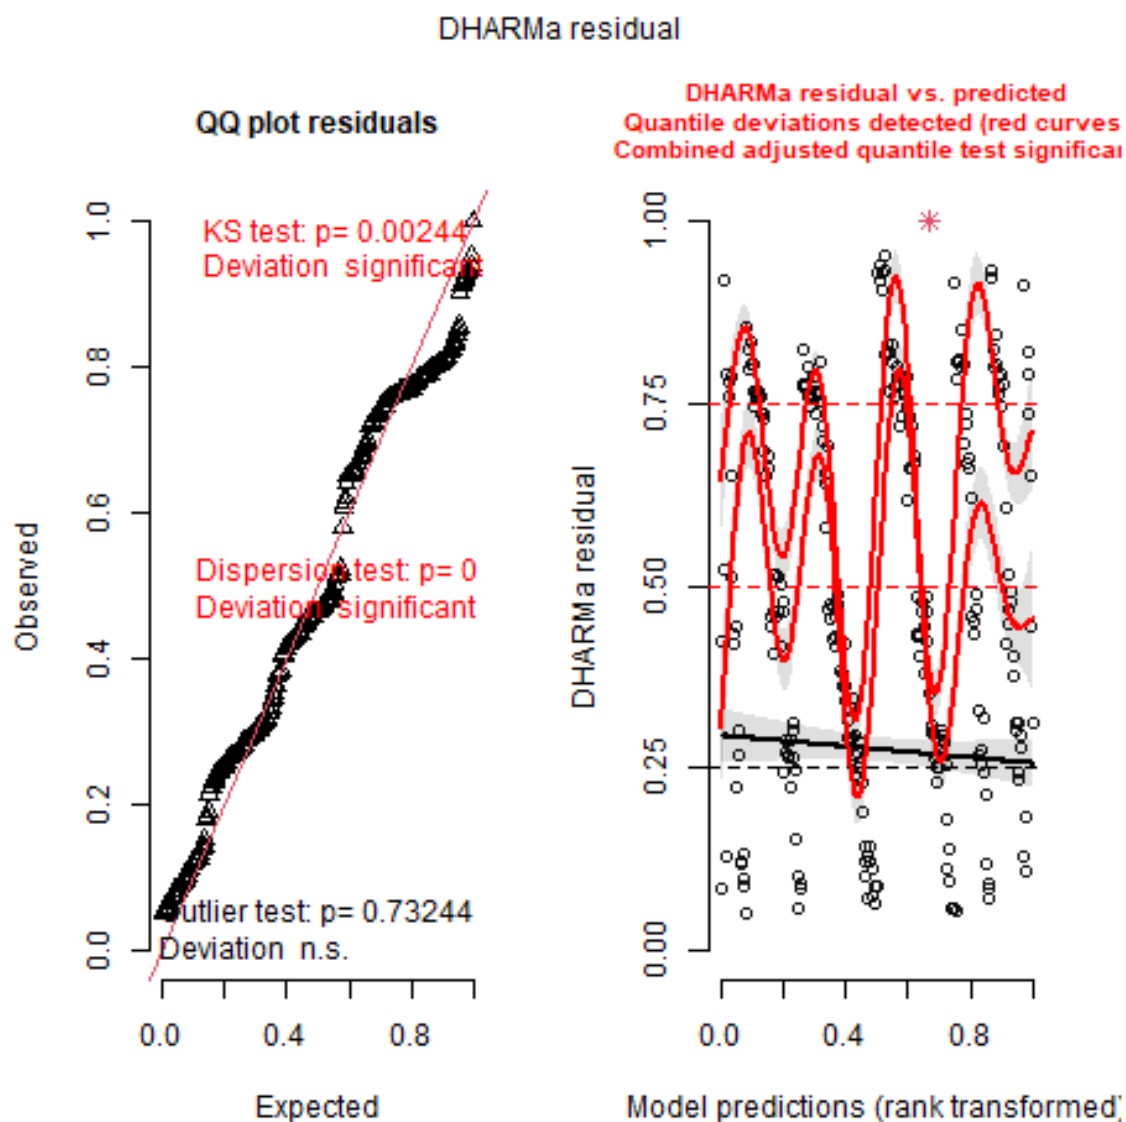 DHARMa residual
QQ plot residuals
KS test: p= 0.00244
Deviation significant
Dispersion test: p= 0
Deviation significant
utlier test: p= 0.73244
Deviation n.s.
Observed
0.0
0.2
0.4
0.6
0.8
1.0
0.0 0.4 0.8
Expected
DHARMa residual vs. predicted
Quantile deviations detected (red curves
Combined adjusted quantile test significan
DHARMa residual
0.00
0.25
0.50
0.75
1.00
0.0 0.4 0.8
Model predictions (rank transformed)